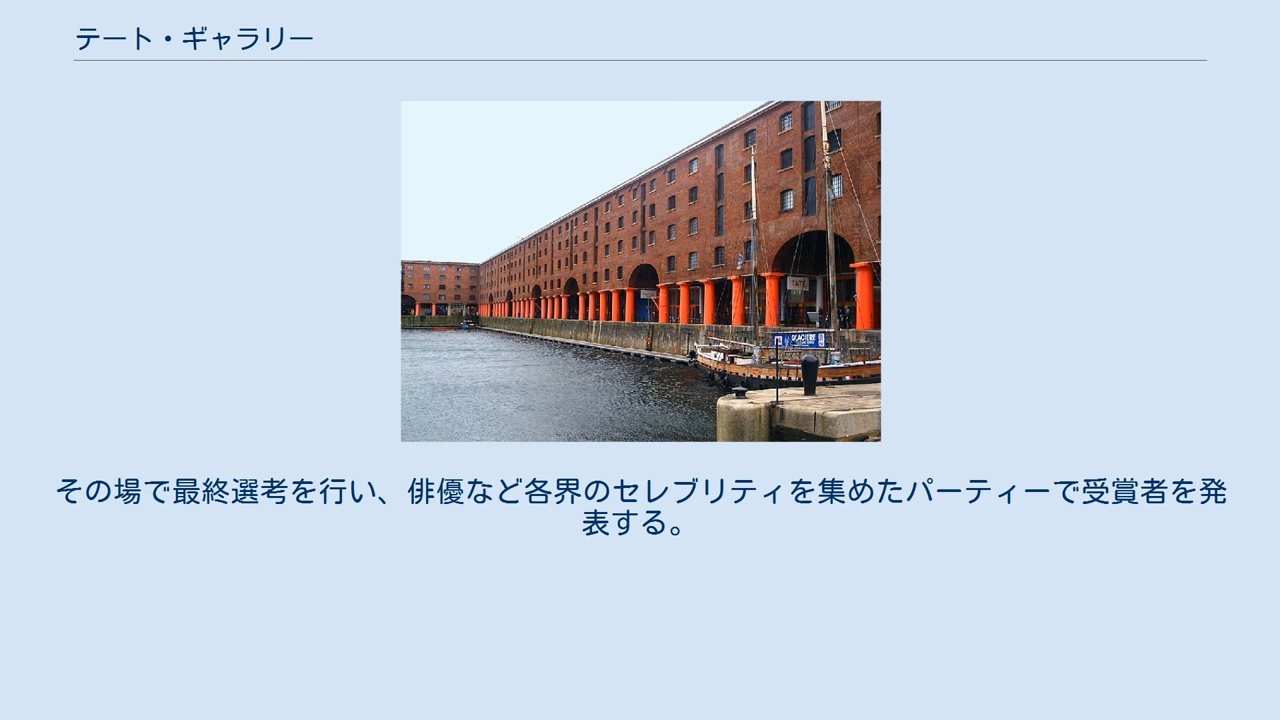 テート・ギャラリー
TATE
GLACIERE
その場で最終選考を行い、俳優など各界のセレブリティを集めたパーティーで受賞者を発
表する。